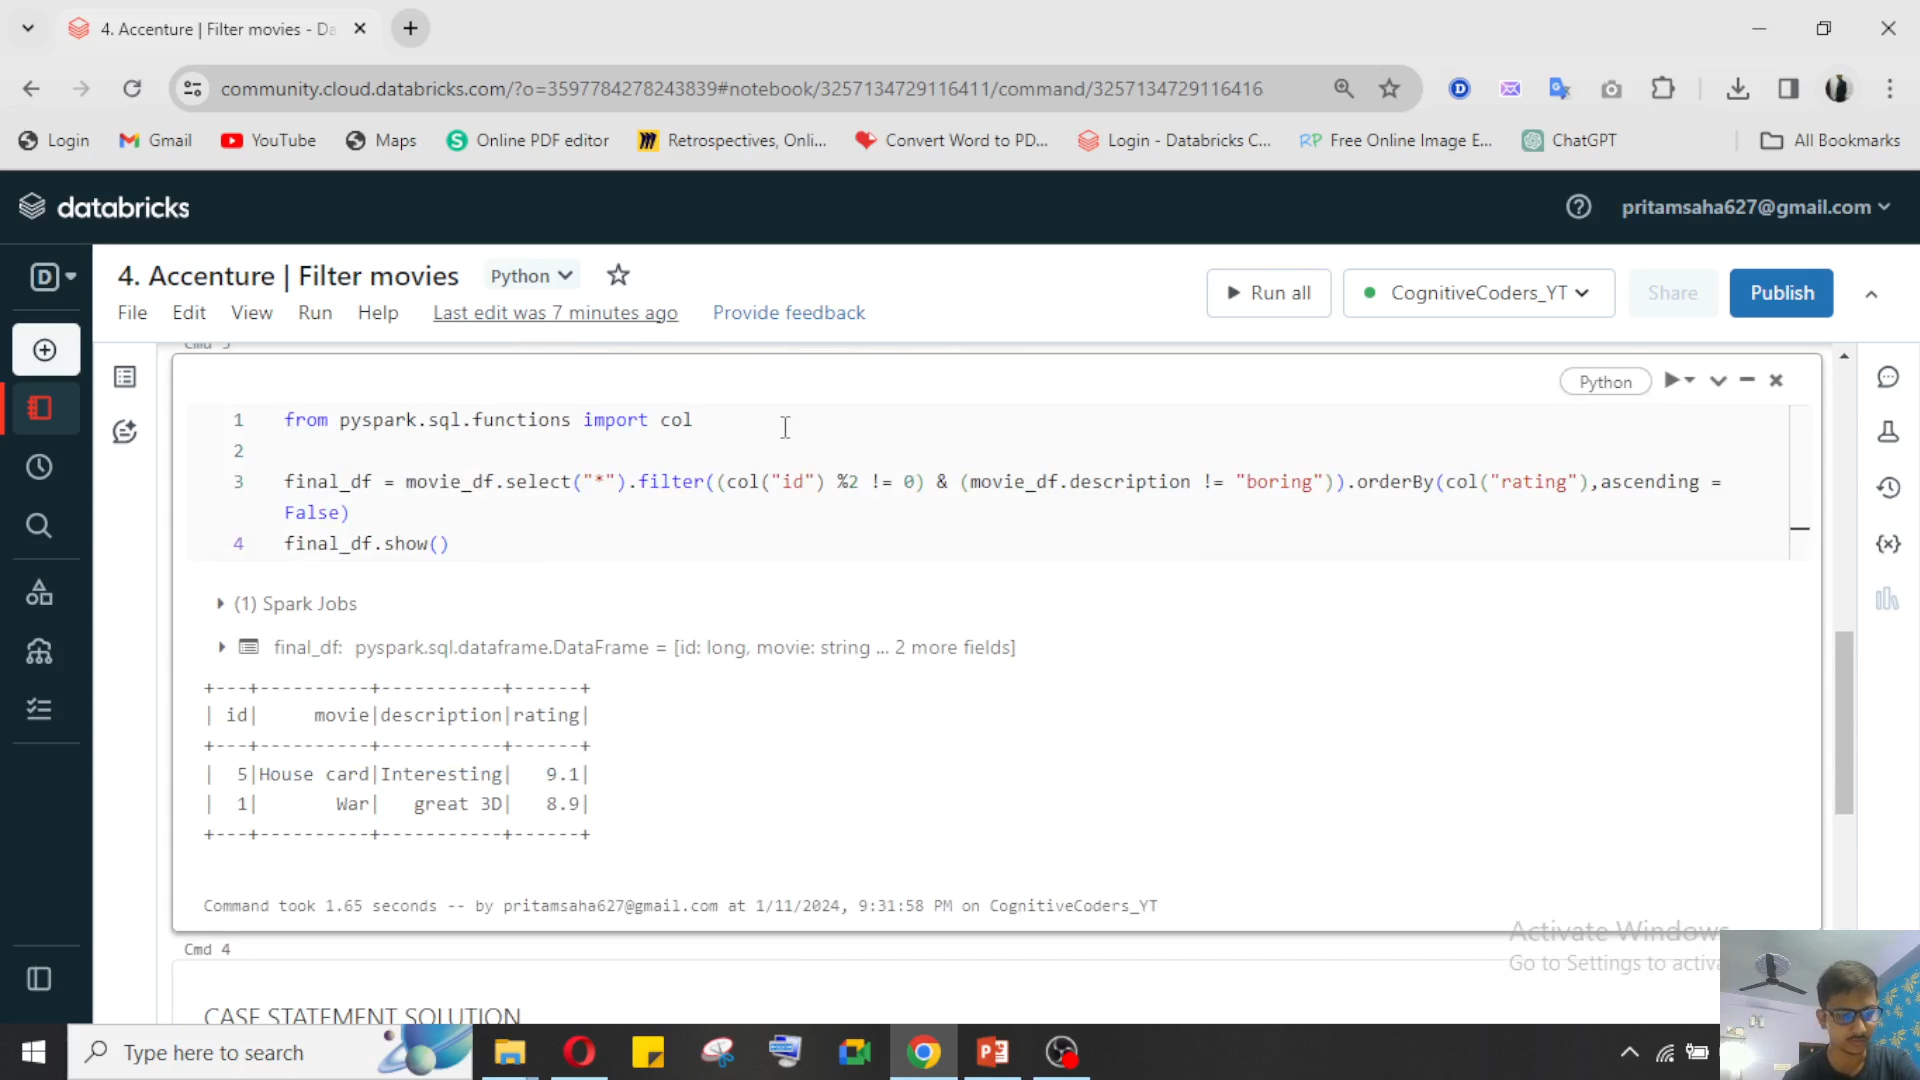 4. Accenture | Filter movies - Da
community.cloud.databricks.com/?o=3597784278243839#notebook/3257134729116411/command/3257134729116416
Login Gmail YouTube Maps Online PDF editor Retrospectives, Onli... Convert Word to PD... Login - Databricks C... RP Free Online Image E... ChatGPT All Bookmarks
databricks
pritamsaha627@gmail.com
D
4. Accenture | Filter movies Python
Run all CognitiveCoders_YT Share Publish
File Edit View Run Help Last edit was 7 minutes ago Provide feedback
Python
1 from pyspark.sql.functions import col
2
3 final_df = movie_df.select("*").filter((col("id") %2 != 0) & (movie_df.description != "boring")).orderBy(col("rating"),ascending =
False)
4 final_df.show()
(1) Spark Jobs
final_df: pyspark.sql.dataframe.DataFrame = [id: long, movie: string ... 2 more fields]
+---+----------+-----------+------+
| id|     movie|description|rating|
+---+----------+-----------+------+
|  5|House card|Interesting|   9.1|
|  1|       War|   great 3D|   8.9|
+---+----------+-----------+------+
Command took 1.65 seconds -- by pritamsaha627@gmail.com at 1/11/2024, 9:31:58 PM on CognitiveCoders_YT
Activate Windows
Go to Settings to activa
Cmd 4
CASE STATEMENT SOLUTION
Type here to search